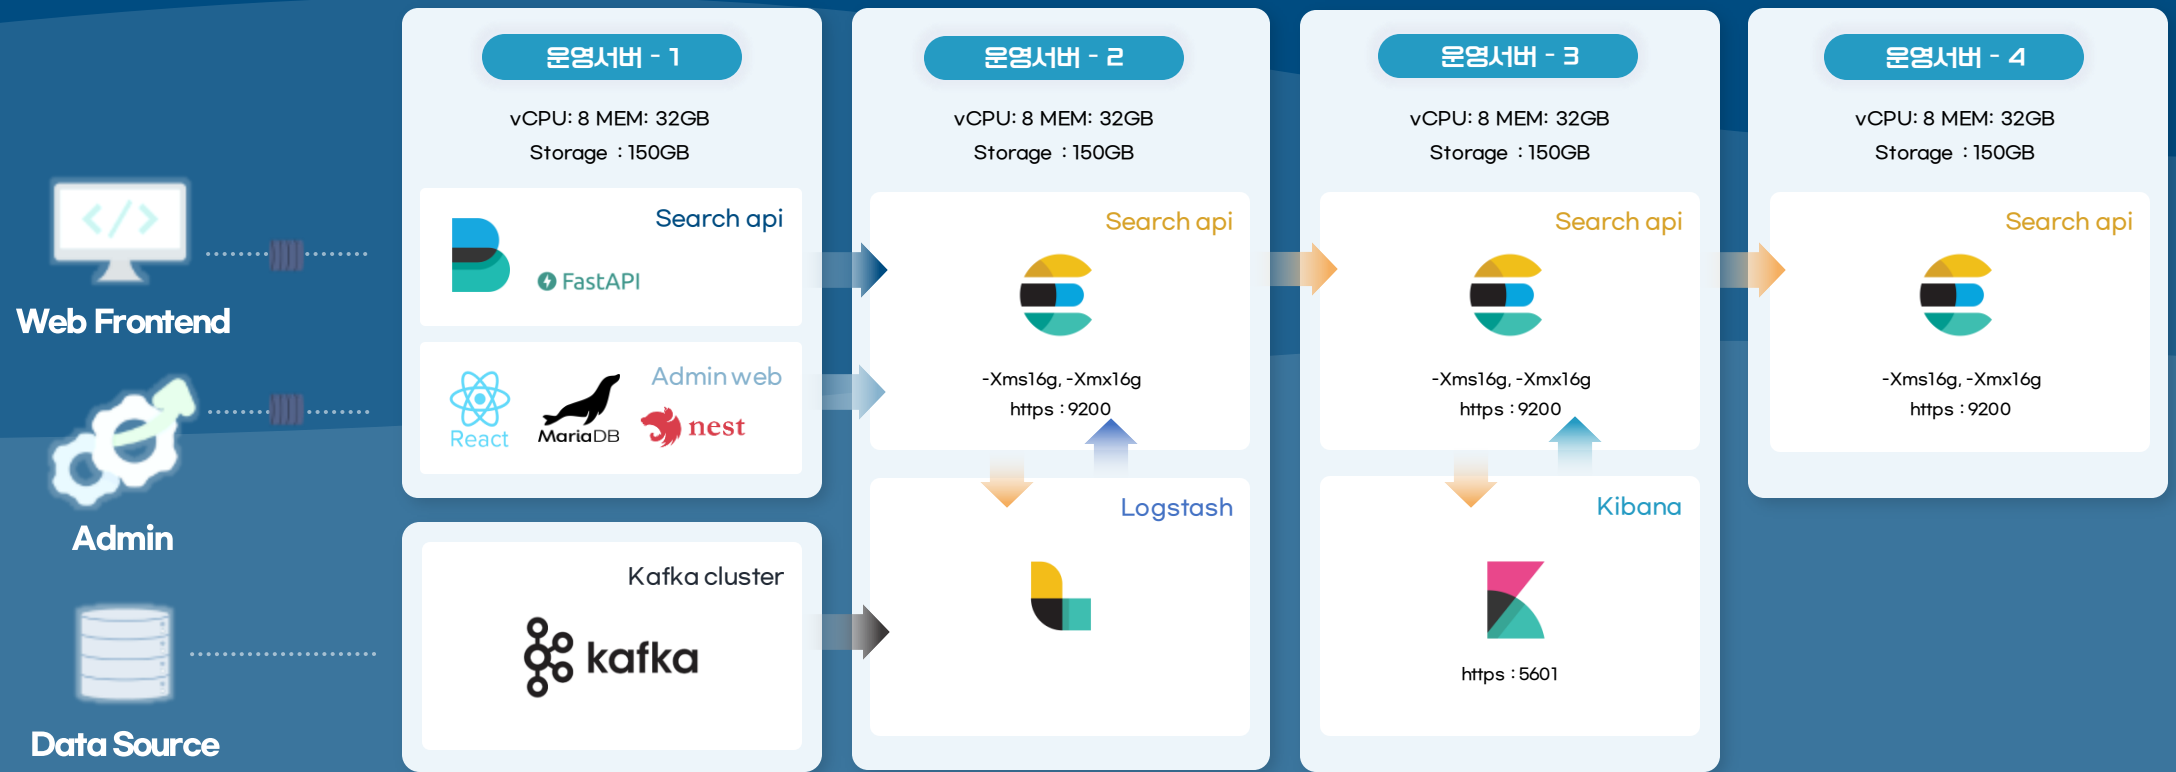 Web Frontend
Admin
Data Source
운영서버 - 1
vCPU: 8 MEM: 32GB
Storage : 150GB
Search api
FastAPI
Admin web
React
MariaDB
nest
Kafka cluster
kafka
운영서버 - 2
vCPU: 8 MEM: 32GB
Storage : 150GB
Search api
-Xms16g, -Xmx16g
https : 9200
Logstash
운영서버 - 3
vCPU: 8 MEM: 32GB
Storage : 150GB
Search api
-Xms16g, -Xmx16g
https : 9200
Kibana
https : 5601
운영서버 - 4
vCPU: 8 MEM: 32GB
Storage : 150GB
Search api
-Xms16g, -Xmx16g
https : 9200